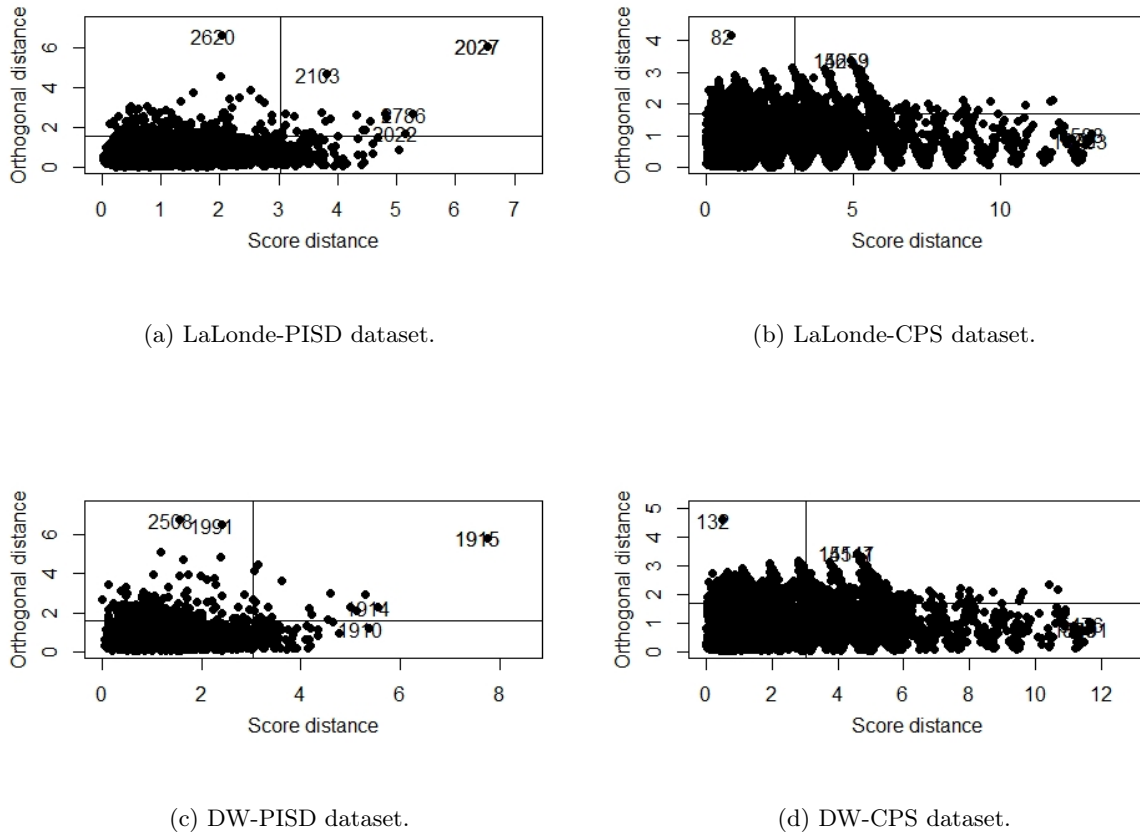 Orthogonal distance
6
4
2
0
2620
2027
2103
2786
2022
0 1 2 3 4 5 6 7
Score distance
(a) LaLonde-PISD dataset.
Orthogonal distance
4
3
2
1
0
82
0 5 10
Score distance
(b) LaLonde-CPS dataset.
Orthogonal distance
6
4
2
0
2508
1991
1915
1914
1910
0 2 4 6 8
Score distance
(c) DW-PISD dataset.
Orthogonal distance
5
4
3
2
1
0
132
0 2 4 6 8 10 12
Score distance
(d) DW-CPS dataset.